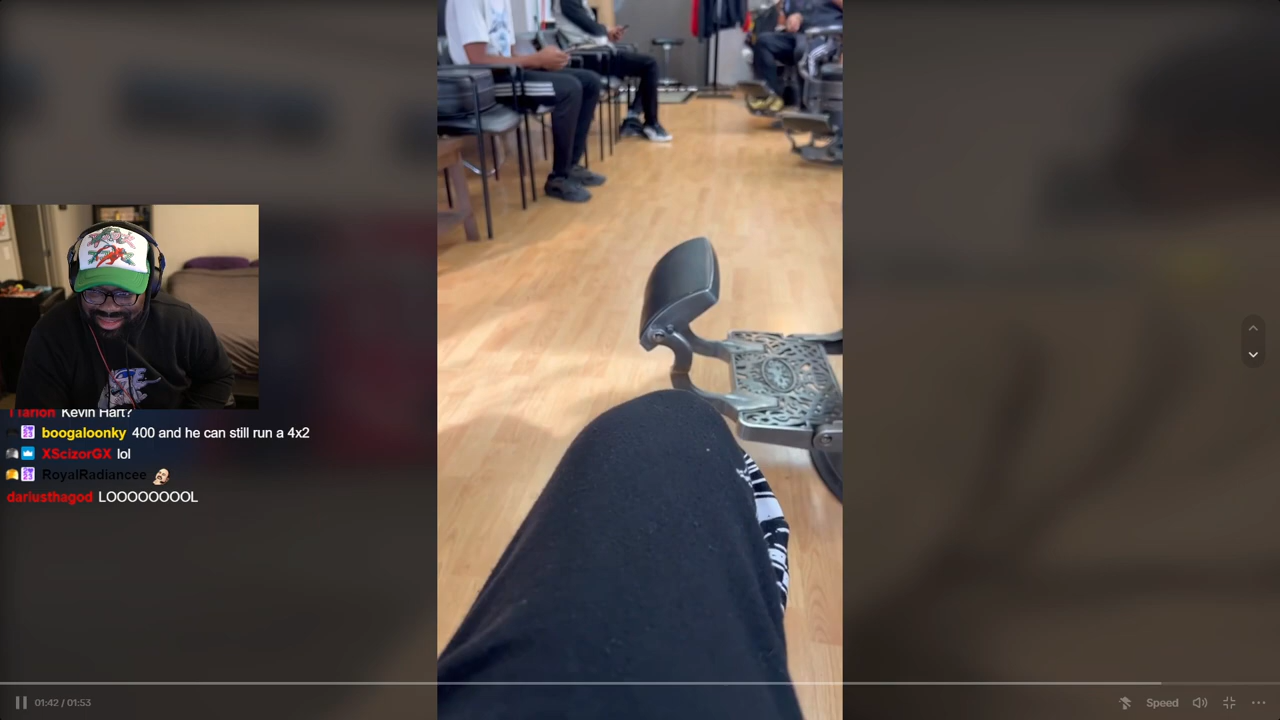 Kevin Hart?
boogaloonky 400 and he can still run a 4x2
XScizorGX lol
RoyalRadiancee
dariusthagod LOOOOOOOOL
01:42 / 01:53
Speed